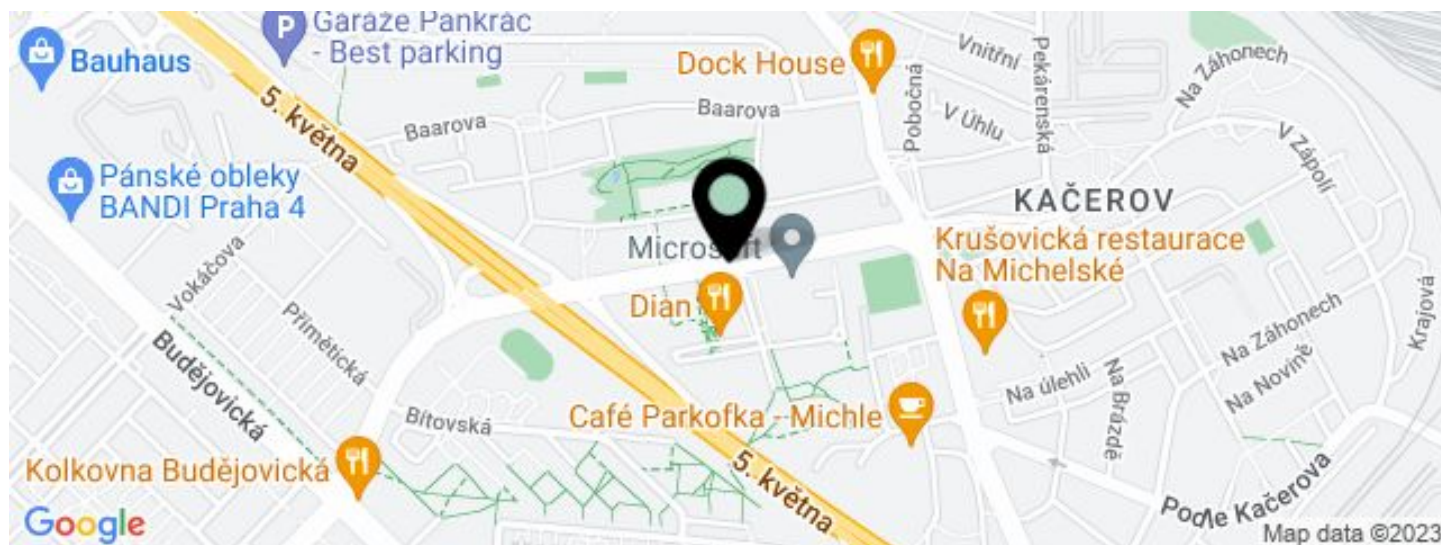 Garáže Pankrác
- Best parking
Bauhaus
Dock House
Vnitřní
Pekárenská
Na Záhonech
5. května
Baarova
Baarova
Pobočná
V Úhlu
V Zápolí
Pánské obleky
BANDI Praha 4
KAČEROV
Microsoft
Krušovická restaurace
Na Michelské
Vokáčova
Dian
Přímětická
Krajová
Budějovická
Na Záhonech
Na úlehli
Na Brázdě
Na Novině
Café Parkofka - Michle
Bítovská
Kolkovna Budějovická
5. května
Podle Kačerova
Google
Map data ©2023